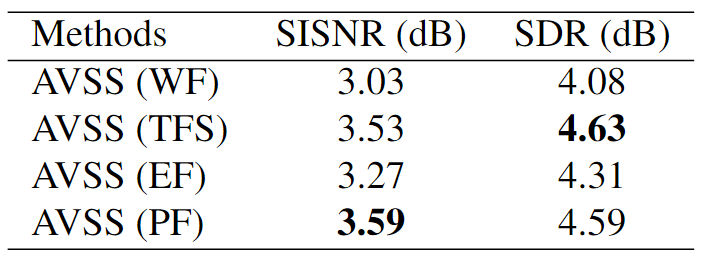 Methods SISNR (dB) SDR (dB)
AVSS (WF) 3.03 4.08
AVSS (TFS) 3.53 4.63
AVSS (EF) 3.27 4.31
AVSS (PF) 3.59 4.59